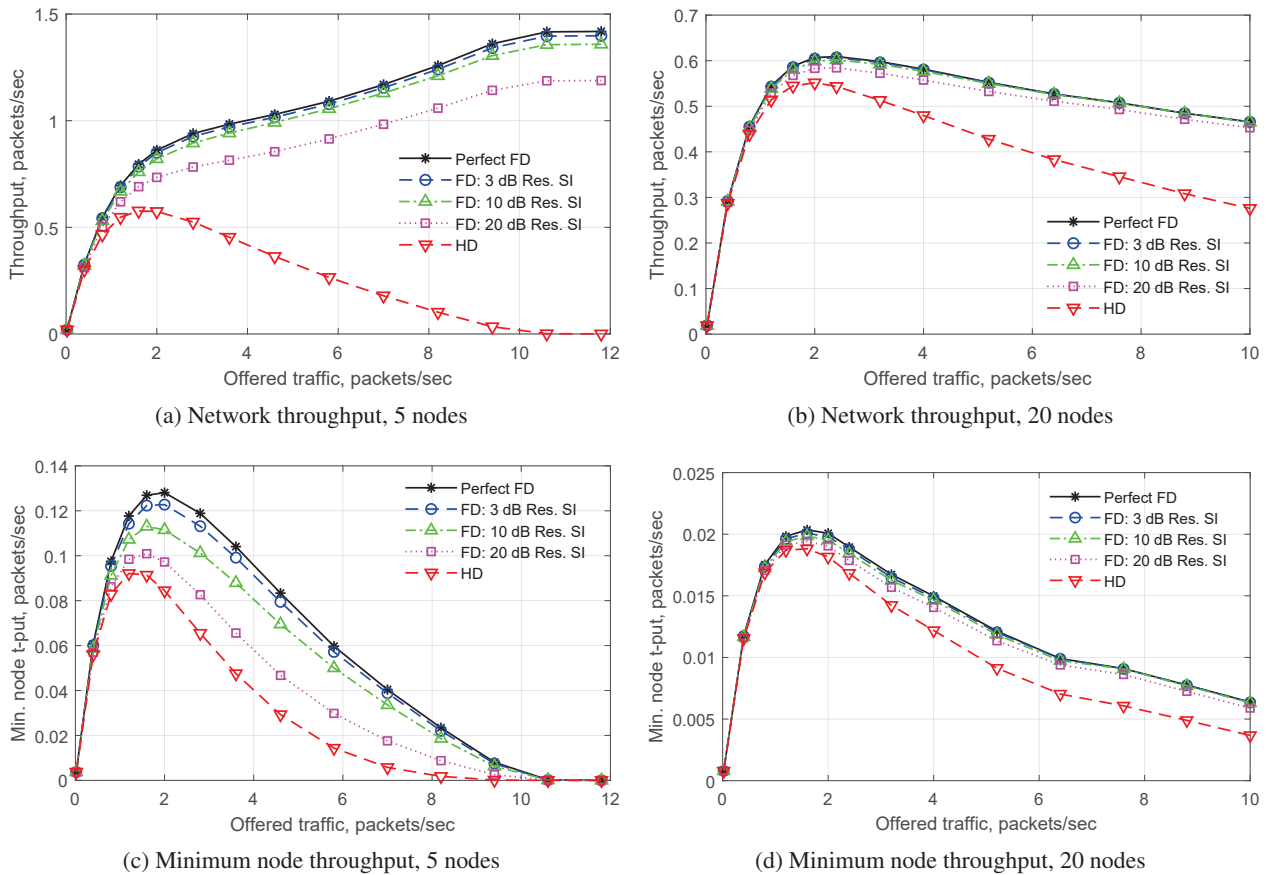 Throughput, packets/sec
1.5
1
0.5
0
0 2 4 6 8 10 12
Offered traffic, packets/sec
Perfect FD
FD: 3 dB Res. SI
FD: 10 dB Res. SI
FD: 20 dB Res. SI
HD
(a) Network throughput, 5 nodes
Throughput, packets/sec
0.7
0.6
0.5
0.4
0.3
0.2
0.1
0
0 2 4 6 8 10
Offered traffic, packets/sec
Perfect FD
FD: 3 dB Res. SI
FD: 10 dB Res. SI
FD: 20 dB Res. SI
HD
(b) Network throughput, 20 nodes
Min. node t-put, packets/sec
0.14
0.12
0.10
0.08
0.06
0.04
0.02
0
0 2 4 6 8 10 12
Offered traffic, packets/sec
Perfect FD
FD: 3 dB Res. SI
FD: 10 dB Res. SI
FD: 20 dB Res. SI
HD
(c) Minimum node throughput, 5 nodes
Min. node t-put, packets/sec
0.025
0.02
0.015
0.01
0.005
0
0 2 4 6 8 10
Offered traffic, packets/sec
Perfect FD
FD: 3 dB Res. SI
FD: 10 dB Res. SI
FD: 20 dB Res. SI
HD
(d) Minimum node throughput, 20 nodes